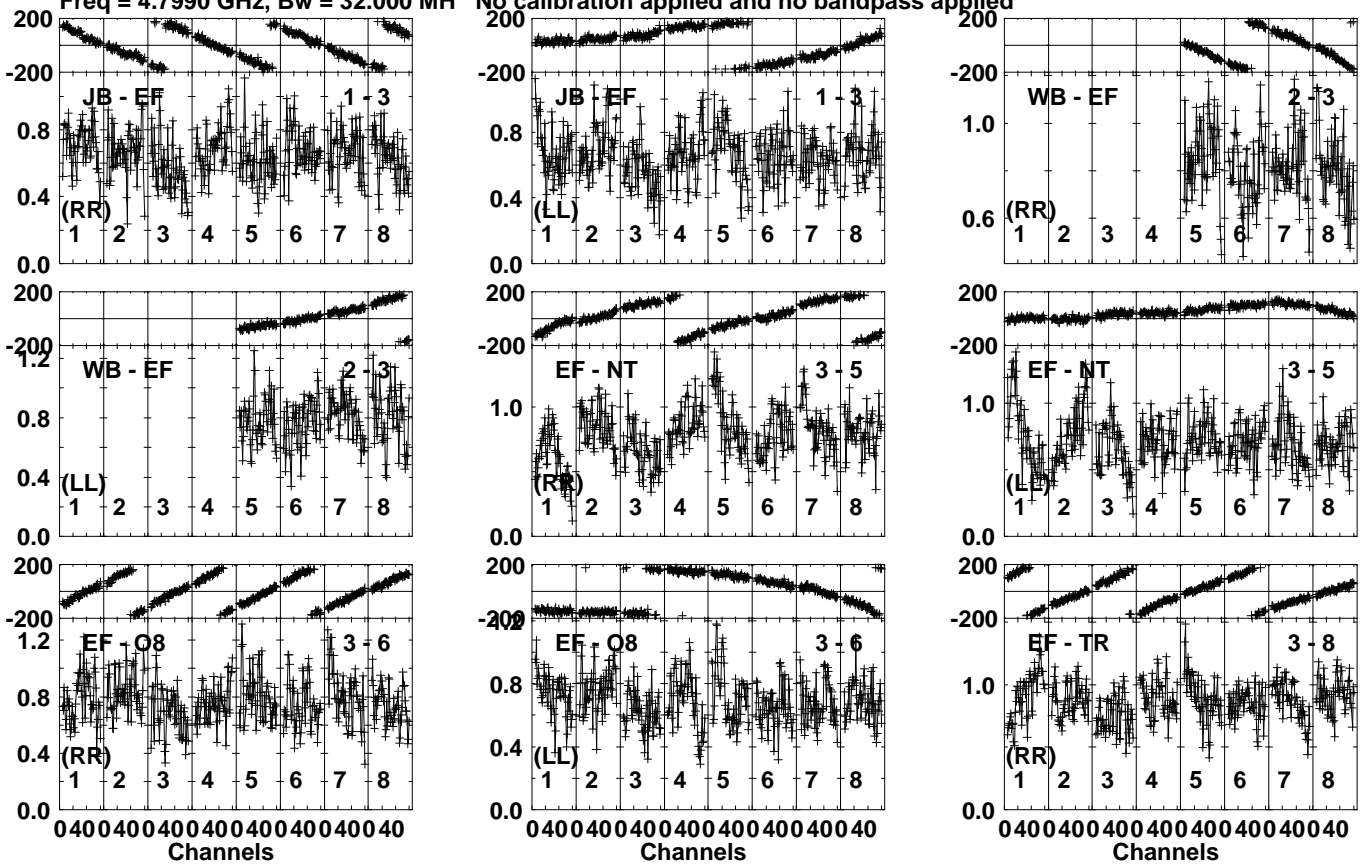 Freq = 4.7990 GHz, Bw = 32.000 MH   No calibration applied and no bandpass applied
200 200 200
-200 -200 -200
JB - EF 1 - 3 JB - EF 1 - 3 WB - EF 2 - 3
0.8 0.8 1.0
0.4 0.4 0.6
(RR) (LL) (RR)
1 2 3 4 5 6 7 8 1 2 3 4 5 6 7 8 1 2 3 4 5 6 7 8
0.0 0.0
200 200 200
-200 -200 -200
1.2
WB - EF 2 - 3 EF - NT 3 - 5 EF - NT 3 - 5
0.8 1.0 1.0
0.4
(LL) (RR) (LL)
1 2 3 4 5 6 7 8 1 2 3 4 5 6 7 8 1 2 3 4 5 6 7 8
0.0 0.0 0.0
200 200 200
-200 -200 -200
1.2 1.2
EF - O8 3 - 6 EF - O8 3 - 6 EF - TR 3 - 8
0.8 0.8 1.0
0.4 0.4
(RR) (LL) (RR)
1 2 3 4 5 6 7 8 1 2 3 4 5 6 7 8 1 2 3 4 5 6 7 8
0.0 0.0 0.0
0 40 0 40 0 40 0 40 0 40 0 40 0 40 0 40 0 40 0 40 0 40 0 40 0 40 0 40 0 40 0 40 0 40 0 40 0 40 0 40 0 40 0 40 0 40 0 40
Channels Channels Channels